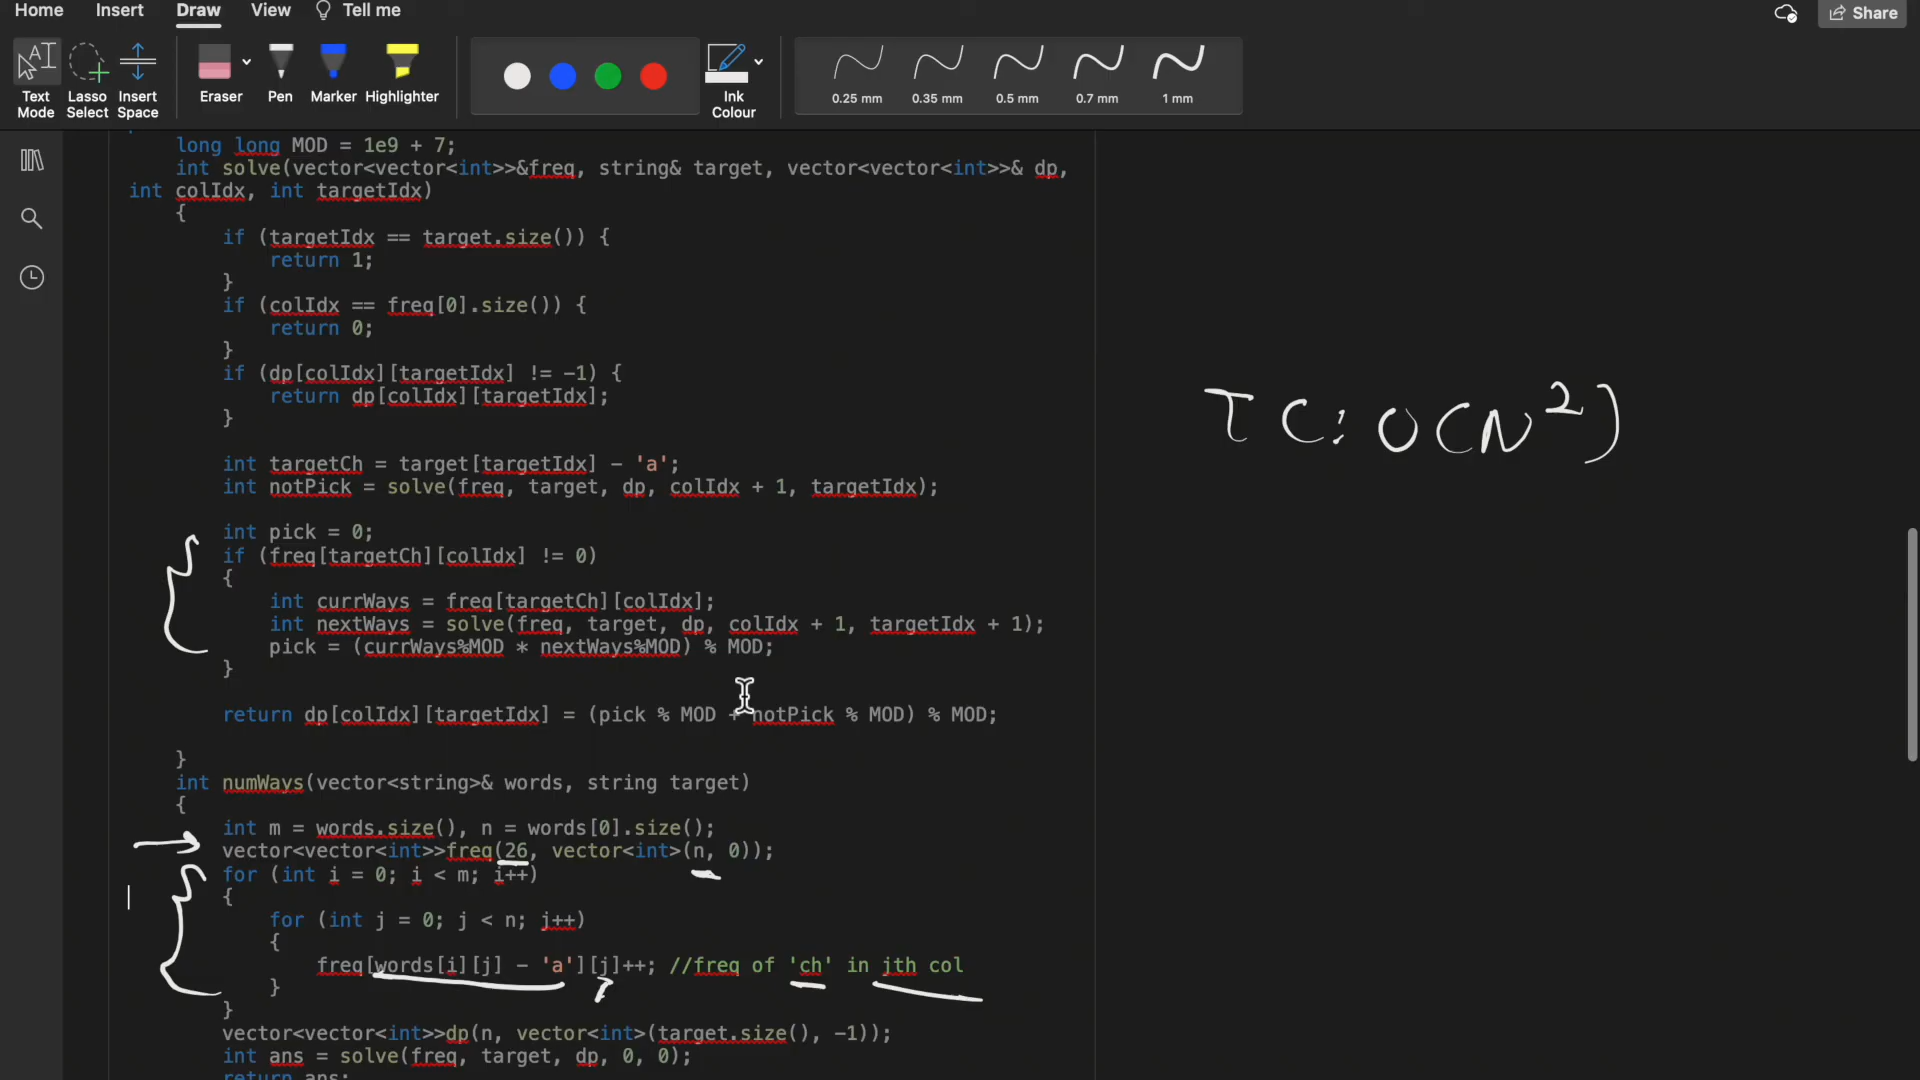 Home Insert Draw View Tell me Share
Text Mode Lasso Select Insert Space Eraser Pen Marker Highlighter Ink Colour 0.25 mm 0.35 mm 0.5 mm 0.7 mm 1 mm
long long MOD = 1e9 + 7;
int solve(vector<vector<int>>&freq, string& target, vector<vector<int>>& dp,
int colIdx, int targetIdx)
{
if (targetIdx == target.size()) {
return 1;
}
if (colIdx == freq[0].size()) {
return 0;
}
if (dp[colIdx][targetIdx] != -1) {
return dp[colIdx][targetIdx];
}
TC: O(N²)
int targetCh = target[targetIdx] - 'a';
int notPick = solve(freq, target, dp, colIdx + 1, targetIdx);
int pick = 0;
if (freq[targetCh][colIdx] != 0)
{
int currWays = freq[targetCh][colIdx];
int nextWays = solve(freq, target, dp, colIdx + 1, targetIdx + 1);
pick = (currWays%MOD * nextWays%MOD) % MOD;
}
return dp[colIdx][targetIdx] = (pick % MOD + notPick % MOD) % MOD;
}
int numWays(vector<string>& words, string target)
{
int m = words.size(), n = words[0].size();
vector<vector<int>>freq(26, vector<int>(n, 0));
for (int i = 0; i < m; i++)
{
for (int j = 0; j < n; j++)
{
freq[words[i][j] - 'a'][j]++; //freq of 'ch' in jth col
}
}
vector<vector<int>>dp(n, vector<int>(target.size(), -1));
int ans = solve(freq, target, dp, 0, 0);
return ans;